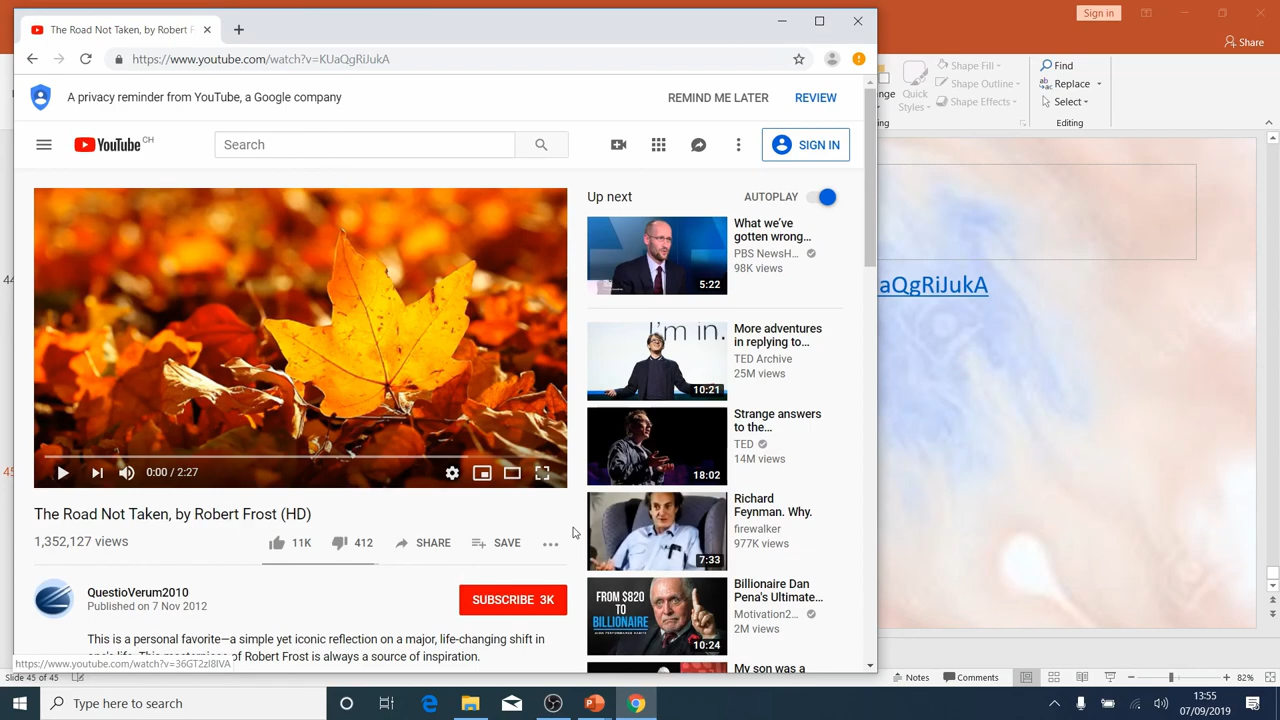 The Road Not Taken, by Robert F
Sign in
https://www.youtube.com/watch?v=KUaQgRiJukA
Share
A privacy reminder from YouTube, a Google company
REMIND ME LATER
REVIEW
YouTube CH
Search
SIGN IN
Quick
Styles
Shape Fill
Shape Outline
Shape Effects
Find
Replace
Select
Editing
Up next
AUTOPLAY
What we've
gotten wrong...
PBS NewsH...
98K views
5:22
aQgRiJukA
I'm in.
More adventures
in replying to...
TED Archive
25M views
10:21
Strange answers
to the...
TED
14M views
18:02
0:00 / 2:27
The Road Not Taken, by Robert Frost (HD)
1,352,127 views
11K
412
SHARE
SAVE
Richard
Feynman. Why.
firewalker
977K views
7:33
QuestioVerum2010
Published on 7 Nov 2012
SUBSCRIBE 3K
FROM $820
TO
BILLIONAIRE
Billionaire Dan
Pena's Ultimate...
Motivation2...
2M views
10:24
This is a personal favorite—a simple yet iconic reflection on a major, life-changing shift in
of Robert Frost is always a source of inspiration.
https://www.youtube.com/watch?v=36GT2zI8lVA
My son was a
Slide 45 of 45
Notes
Comments
82%
Type here to search
13:55
07/09/2019